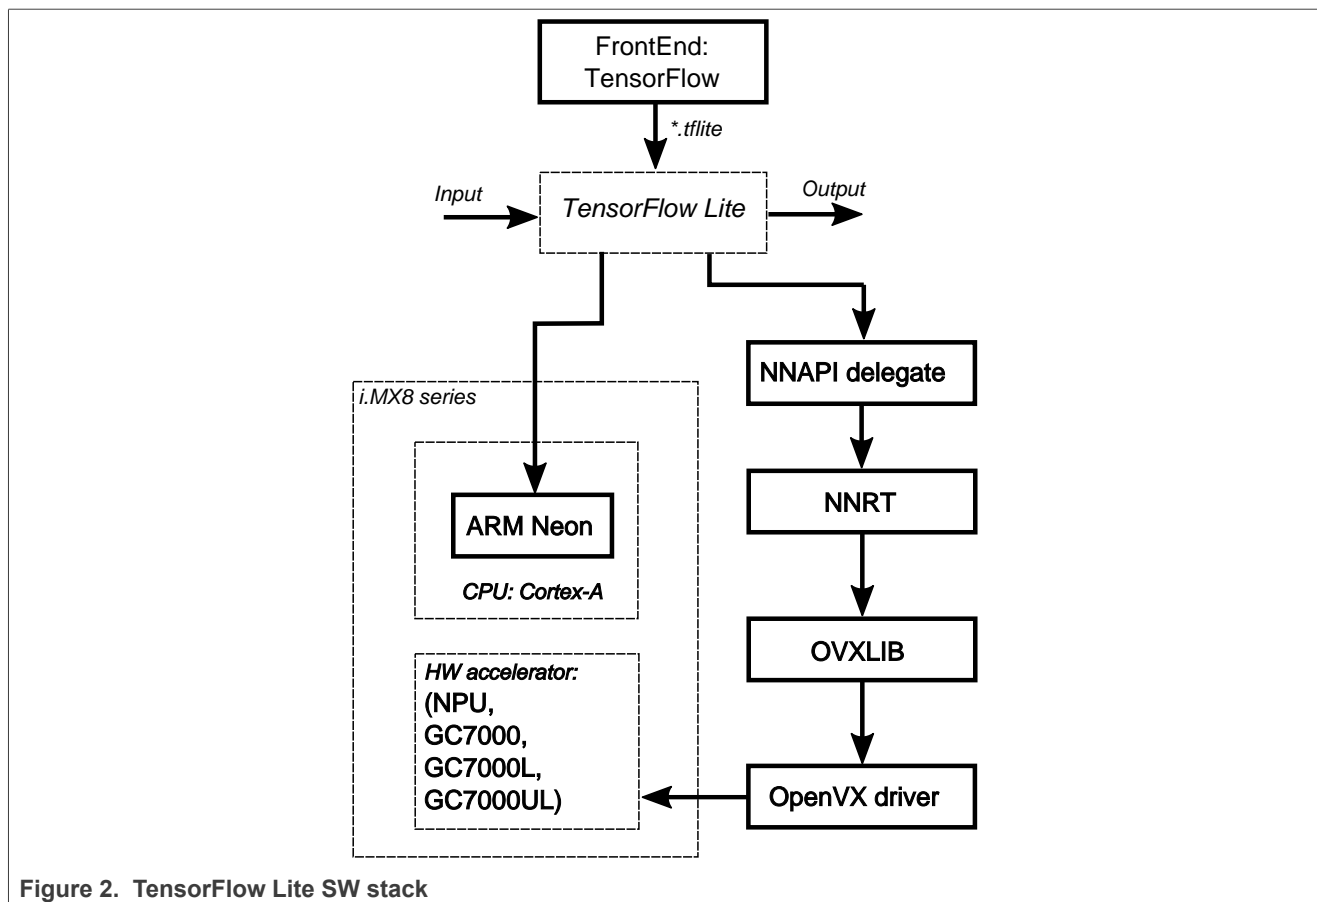 FrontEnd:
TensorFlow
*.tflite
Input
TensorFlow Lite
Output
NNAPI delegate
i.MX8 series
NNRT
ARM Neon
CPU: Cortex-A
OVXLIB
HW accelerator:
(NPU,
GC7000,
GC7000L,
GC7000UL)
OpenVX driver
Figure 2. TensorFlow Lite SW stack